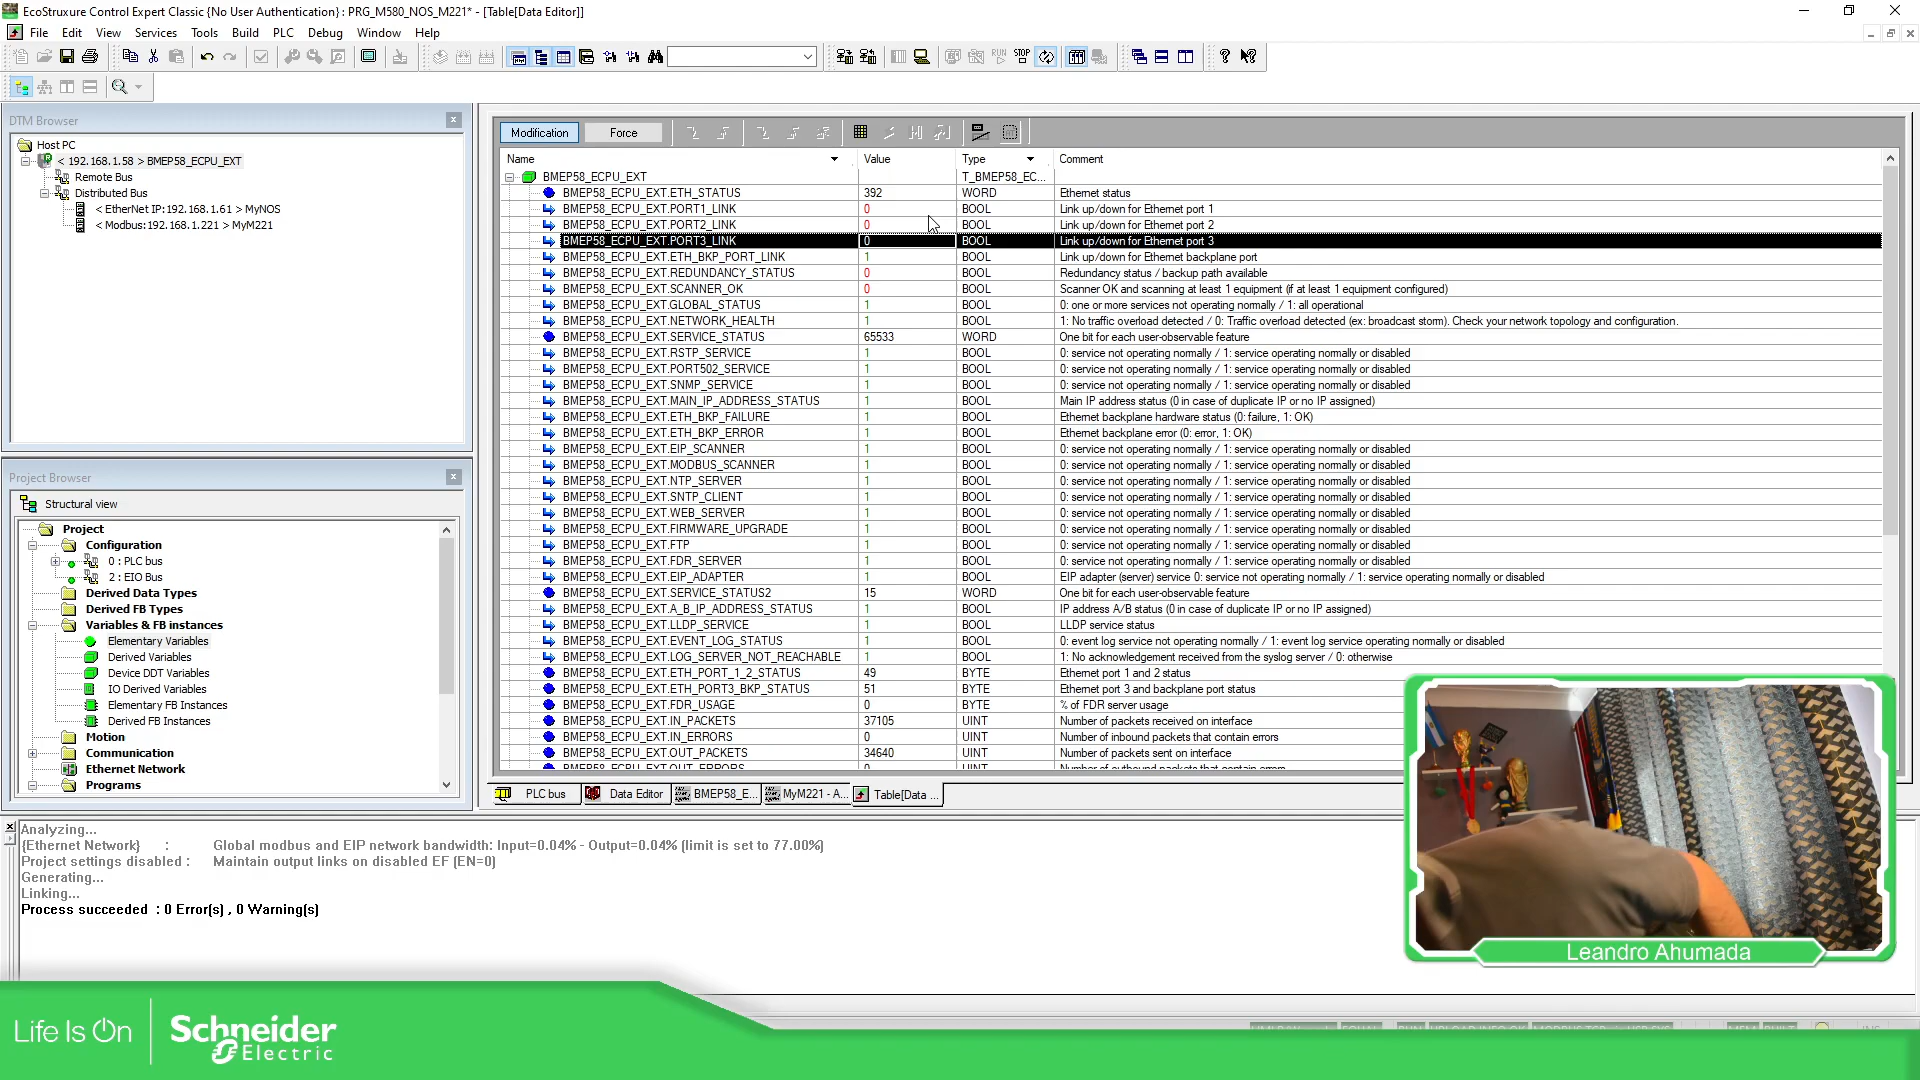 EcoStruxure Control Expert Classic {No User Authentication} : PRG_M580_NOS_M221* - [Table[Data Editor]]
File Edit View Services Tools Build PLC Debug Window Help
DTM Browser
Host PC
< 192.168.1.58 > BMEP58_ECPU_EXT
Remote Bus
Distributed Bus
< EtherNet IP:192.168.1.61 > MyNOS
< Modbus:192.168.1.221 > MyM221
Project Browser
Structural view
Project
Configuration
0 : PLC bus
2 : EIO Bus
Derived Data Types
Derived FB Types
Variables & FB instances
Elementary Variables
Derived Variables
Device DDT Variables
IO Derived Variables
Elementary FB Instances
Derived FB Instances
Motion
Communication
Ethernet Network
Programs
Modification Force
Name Value Type Comment
BMEP58_ECPU_EXT T_BMEP58_EC...
BMEP58_ECPU_EXT.ETH_STATUS 392 WORD Ethernet status
BMEP58_ECPU_EXT.PORT1_LINK 0 BOOL Link up/down for Ethernet port 1
BMEP58_ECPU_EXT.PORT2_LINK 0 BOOL Link up/down for Ethernet port 2
BMEP58_ECPU_EXT.PORT3_LINK 0 BOOL Link up/down for Ethernet port 3
BMEP58_ECPU_EXT.ETH_BKP_PORT_LINK 1 BOOL Link up/down for Ethernet backplane port
BMEP58_ECPU_EXT.REDUNDANCY_STATUS 0 BOOL Redundancy status / backup path available
BMEP58_ECPU_EXT.SCANNER_OK 0 BOOL Scanner OK and scanning at least 1 equipment (if at least 1 equipment configured)
BMEP58_ECPU_EXT.GLOBAL_STATUS 1 BOOL 0: one or more services not operating normally / 1: all operational
BMEP58_ECPU_EXT.NETWORK_HEALTH 1 BOOL 1: No traffic overload detected / 0: Traffic overload detected (ex: broadcast storm). Check your network topology and configuration.
BMEP58_ECPU_EXT.SERVICE_STATUS 65533 WORD One bit for each user-observable feature
BMEP58_ECPU_EXT.RSTP_SERVICE 1 BOOL 0: service not operating normally / 1: service operating normally or disabled
BMEP58_ECPU_EXT.PORT502_SERVICE 1 BOOL 0: service not operating normally / 1: service operating normally or disabled
BMEP58_ECPU_EXT.SNMP_SERVICE 1 BOOL 0: service not operating normally / 1: service operating normally or disabled
BMEP58_ECPU_EXT.MAIN_IP_ADDRESS_STATUS 1 BOOL Main IP address status (0 in case of duplicate IP or no IP assigned)
BMEP58_ECPU_EXT.ETH_BKP_FAILURE 1 BOOL Ethernet backplane hardware status (0: failure, 1: OK)
BMEP58_ECPU_EXT.ETH_BKP_ERROR 1 BOOL Ethernet backplane error (0: error, 1: OK)
BMEP58_ECPU_EXT.EIP_SCANNER 1 BOOL 0: service not operating normally / 1: service operating normally or disabled
BMEP58_ECPU_EXT.MODBUS_SCANNER 1 BOOL 0: service not operating normally / 1: service operating normally or disabled
BMEP58_ECPU_EXT.NTP_SERVER 1 BOOL 0: service not operating normally / 1: service operating normally or disabled
BMEP58_ECPU_EXT.SNTP_CLIENT 1 BOOL 0: service not operating normally / 1: service operating normally or disabled
BMEP58_ECPU_EXT.WEB_SERVER 1 BOOL 0: service not operating normally / 1: service operating normally or disabled
BMEP58_ECPU_EXT.FIRMWARE_UPGRADE 1 BOOL 0: service not operating normally / 1: service operating normally or disabled
BMEP58_ECPU_EXT.FTP 1 BOOL 0: service not operating normally / 1: service operating normally or disabled
BMEP58_ECPU_EXT.FDR_SERVER 1 BOOL 0: service not operating normally / 1: service operating normally or disabled
BMEP58_ECPU_EXT.EIP_ADAPTER 1 BOOL EIP adapter (server) service 0: service not operating normally / 1: service operating normally or disabled
BMEP58_ECPU_EXT.SERVICE_STATUS2 15 WORD One bit for each user-observable feature
BMEP58_ECPU_EXT.A_B_IP_ADDRESS_STATUS 1 BOOL IP address A/B status (0 in case of duplicate IP or no IP assigned)
BMEP58_ECPU_EXT.LLDP_SERVICE 1 BOOL LLDP service status
BMEP58_ECPU_EXT.EVENT_LOG_STATUS 1 BOOL 0: event log service not operating normally / 1: event log service operating normally or disabled
BMEP58_ECPU_EXT.LOG_SERVER_NOT_REACHABLE 1 BOOL 1: No acknowledgement received from the syslog server / 0: otherwise
BMEP58_ECPU_EXT.ETH_PORT_1_2_STATUS 49 BYTE Ethernet port 1 and 2 status
BMEP58_ECPU_EXT.ETH_PORT3_BKP_STATUS 51 BYTE Ethernet port 3 and backplane port status
BMEP58_ECPU_EXT.FDR_USAGE 0 BYTE % of FDR server usage
BMEP58_ECPU_EXT.IN_PACKETS 37105 UINT Number of packets received on interface
BMEP58_ECPU_EXT.IN_ERRORS 0 UINT Number of inbound packets that contain errors
BMEP58_ECPU_EXT.OUT_PACKETS 34640 UINT Number of packets sent on interface
BMEP58_ECPU_EXT.OUT_ERRORS 0 UINT Number of outbound packets that contain errors
PLC bus Data Editor BMEP58_E... MyM221 - A... Table[Data ...
Analyzing...
{Ethernet Network} : Global modbus and EIP network bandwidth: Input=0.04% - Output=0.04% (limit is set to 77.00%)
Project settings disabled : Maintain output links on disabled EF (EN=0)
Generating...
Linking...
Process succeeded : 0 Error(s) , 0 Warning(s)
Leandro Ahumada
Life Is On
Schneider
Electric